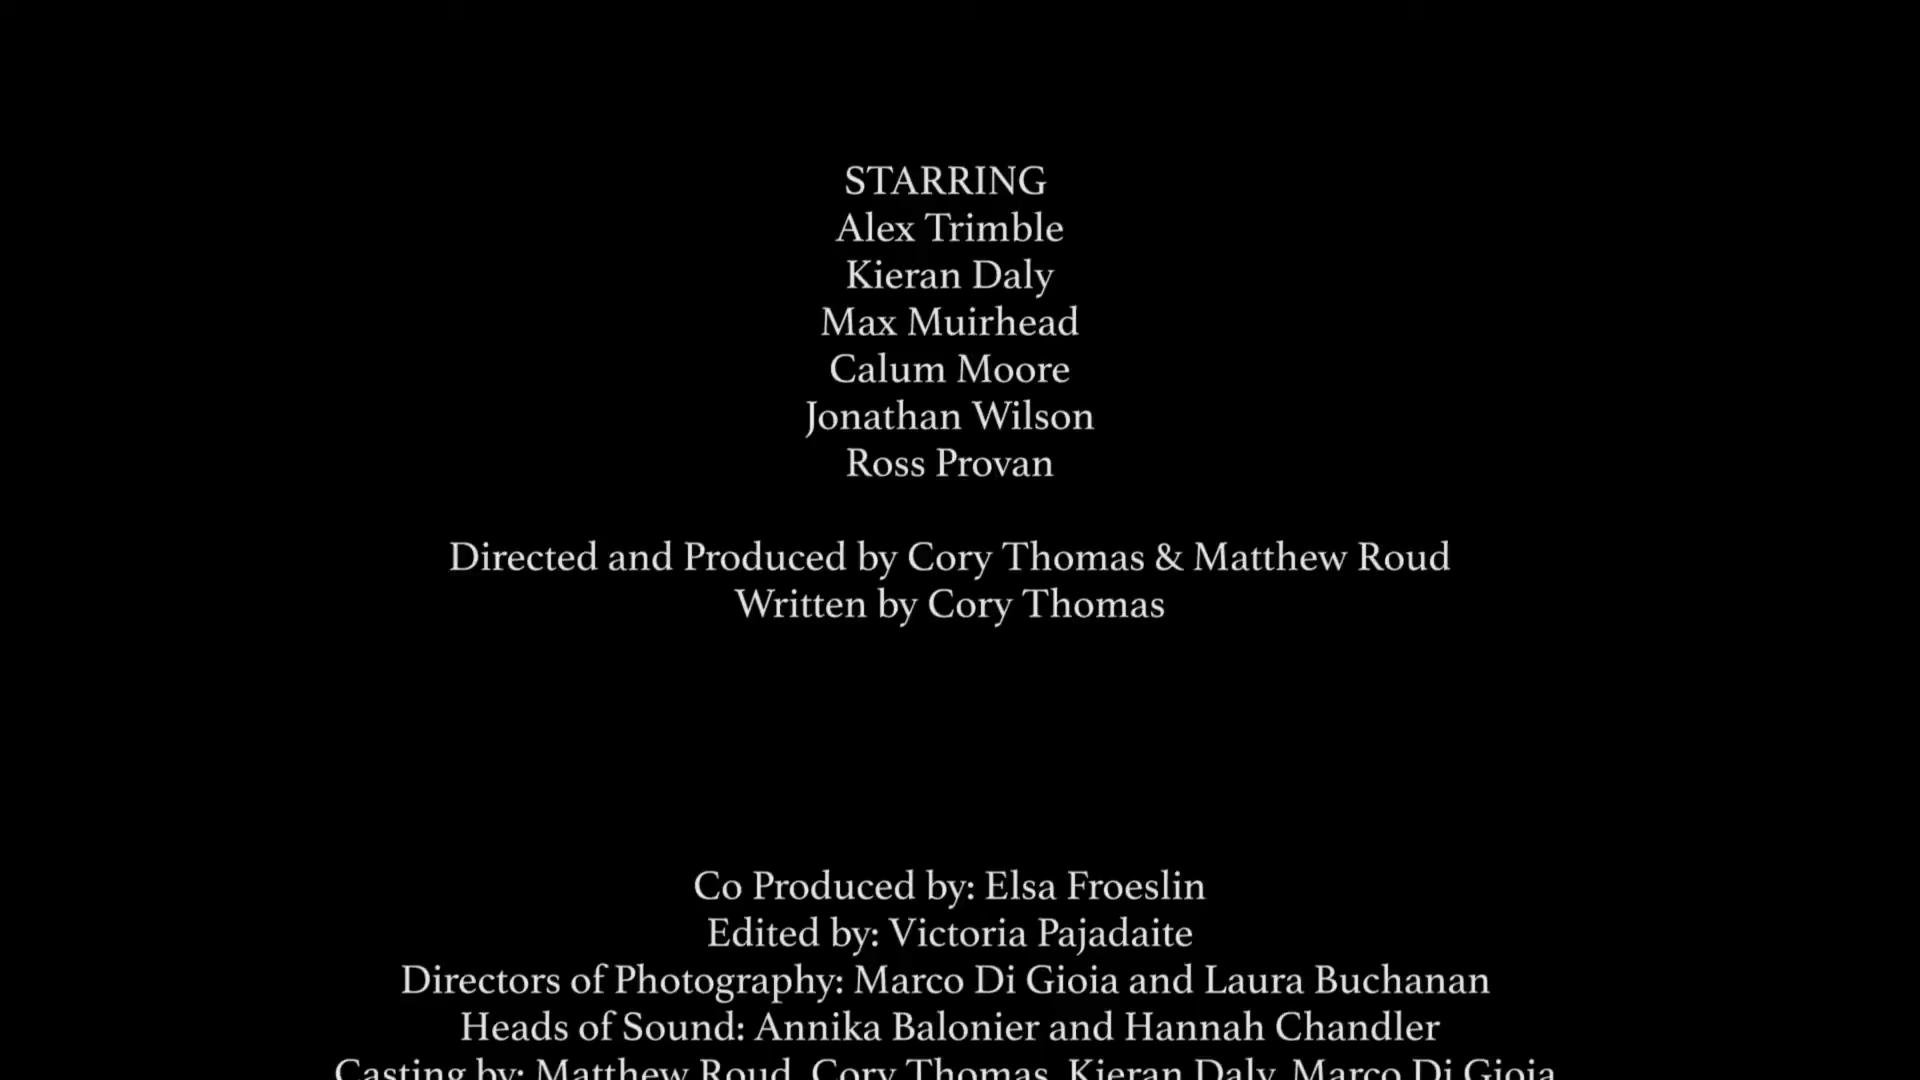 STARRING
Alex Trimble
Kieran Daly
Max Muirhead
Calum Moore
Jonathan Wilson
Ross Provan
Directed and Produced by Cory Thomas & Matthew Roud
Written by Cory Thomas
Co Produced by: Elsa Froeslin
Edited by: Victoria Pajadaite
Directors of Photography: Marco Di Gioia and Laura Buchanan
Heads of Sound: Annika Balonier and Hannah Chandler
Casting by: Matthew Roud, Cory Thomas, Kieran Daly, Marco Di Gioia